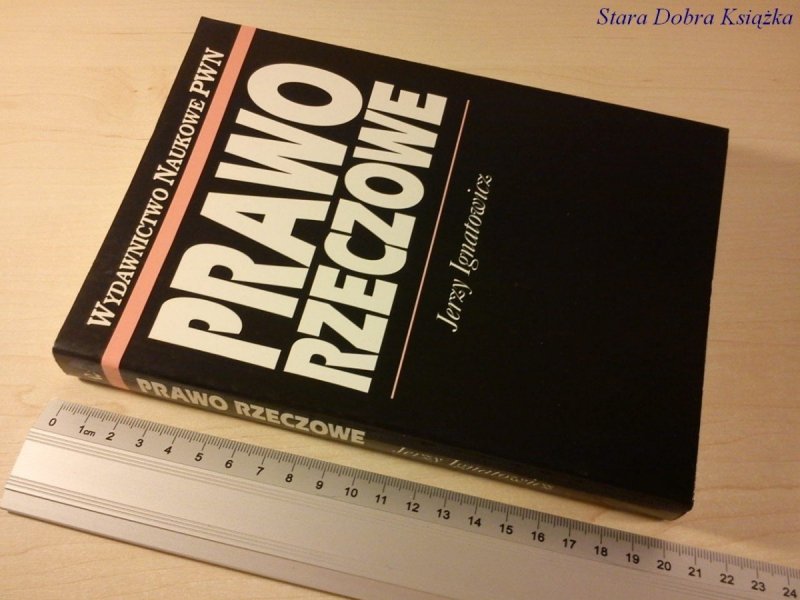 Stara Dobra Książka
WYDAWNICTWO NAUKOWE PWN
PRAWO
RZECZOWE
Jerzy Ignatowicz
PRAWO RZECZOWE
Jerzy Ignatowicz
0 1cm 2 3 4 5 6 7 8 9 10 11 12 13 14 15 16 17 18 19 20 21 22 23 24